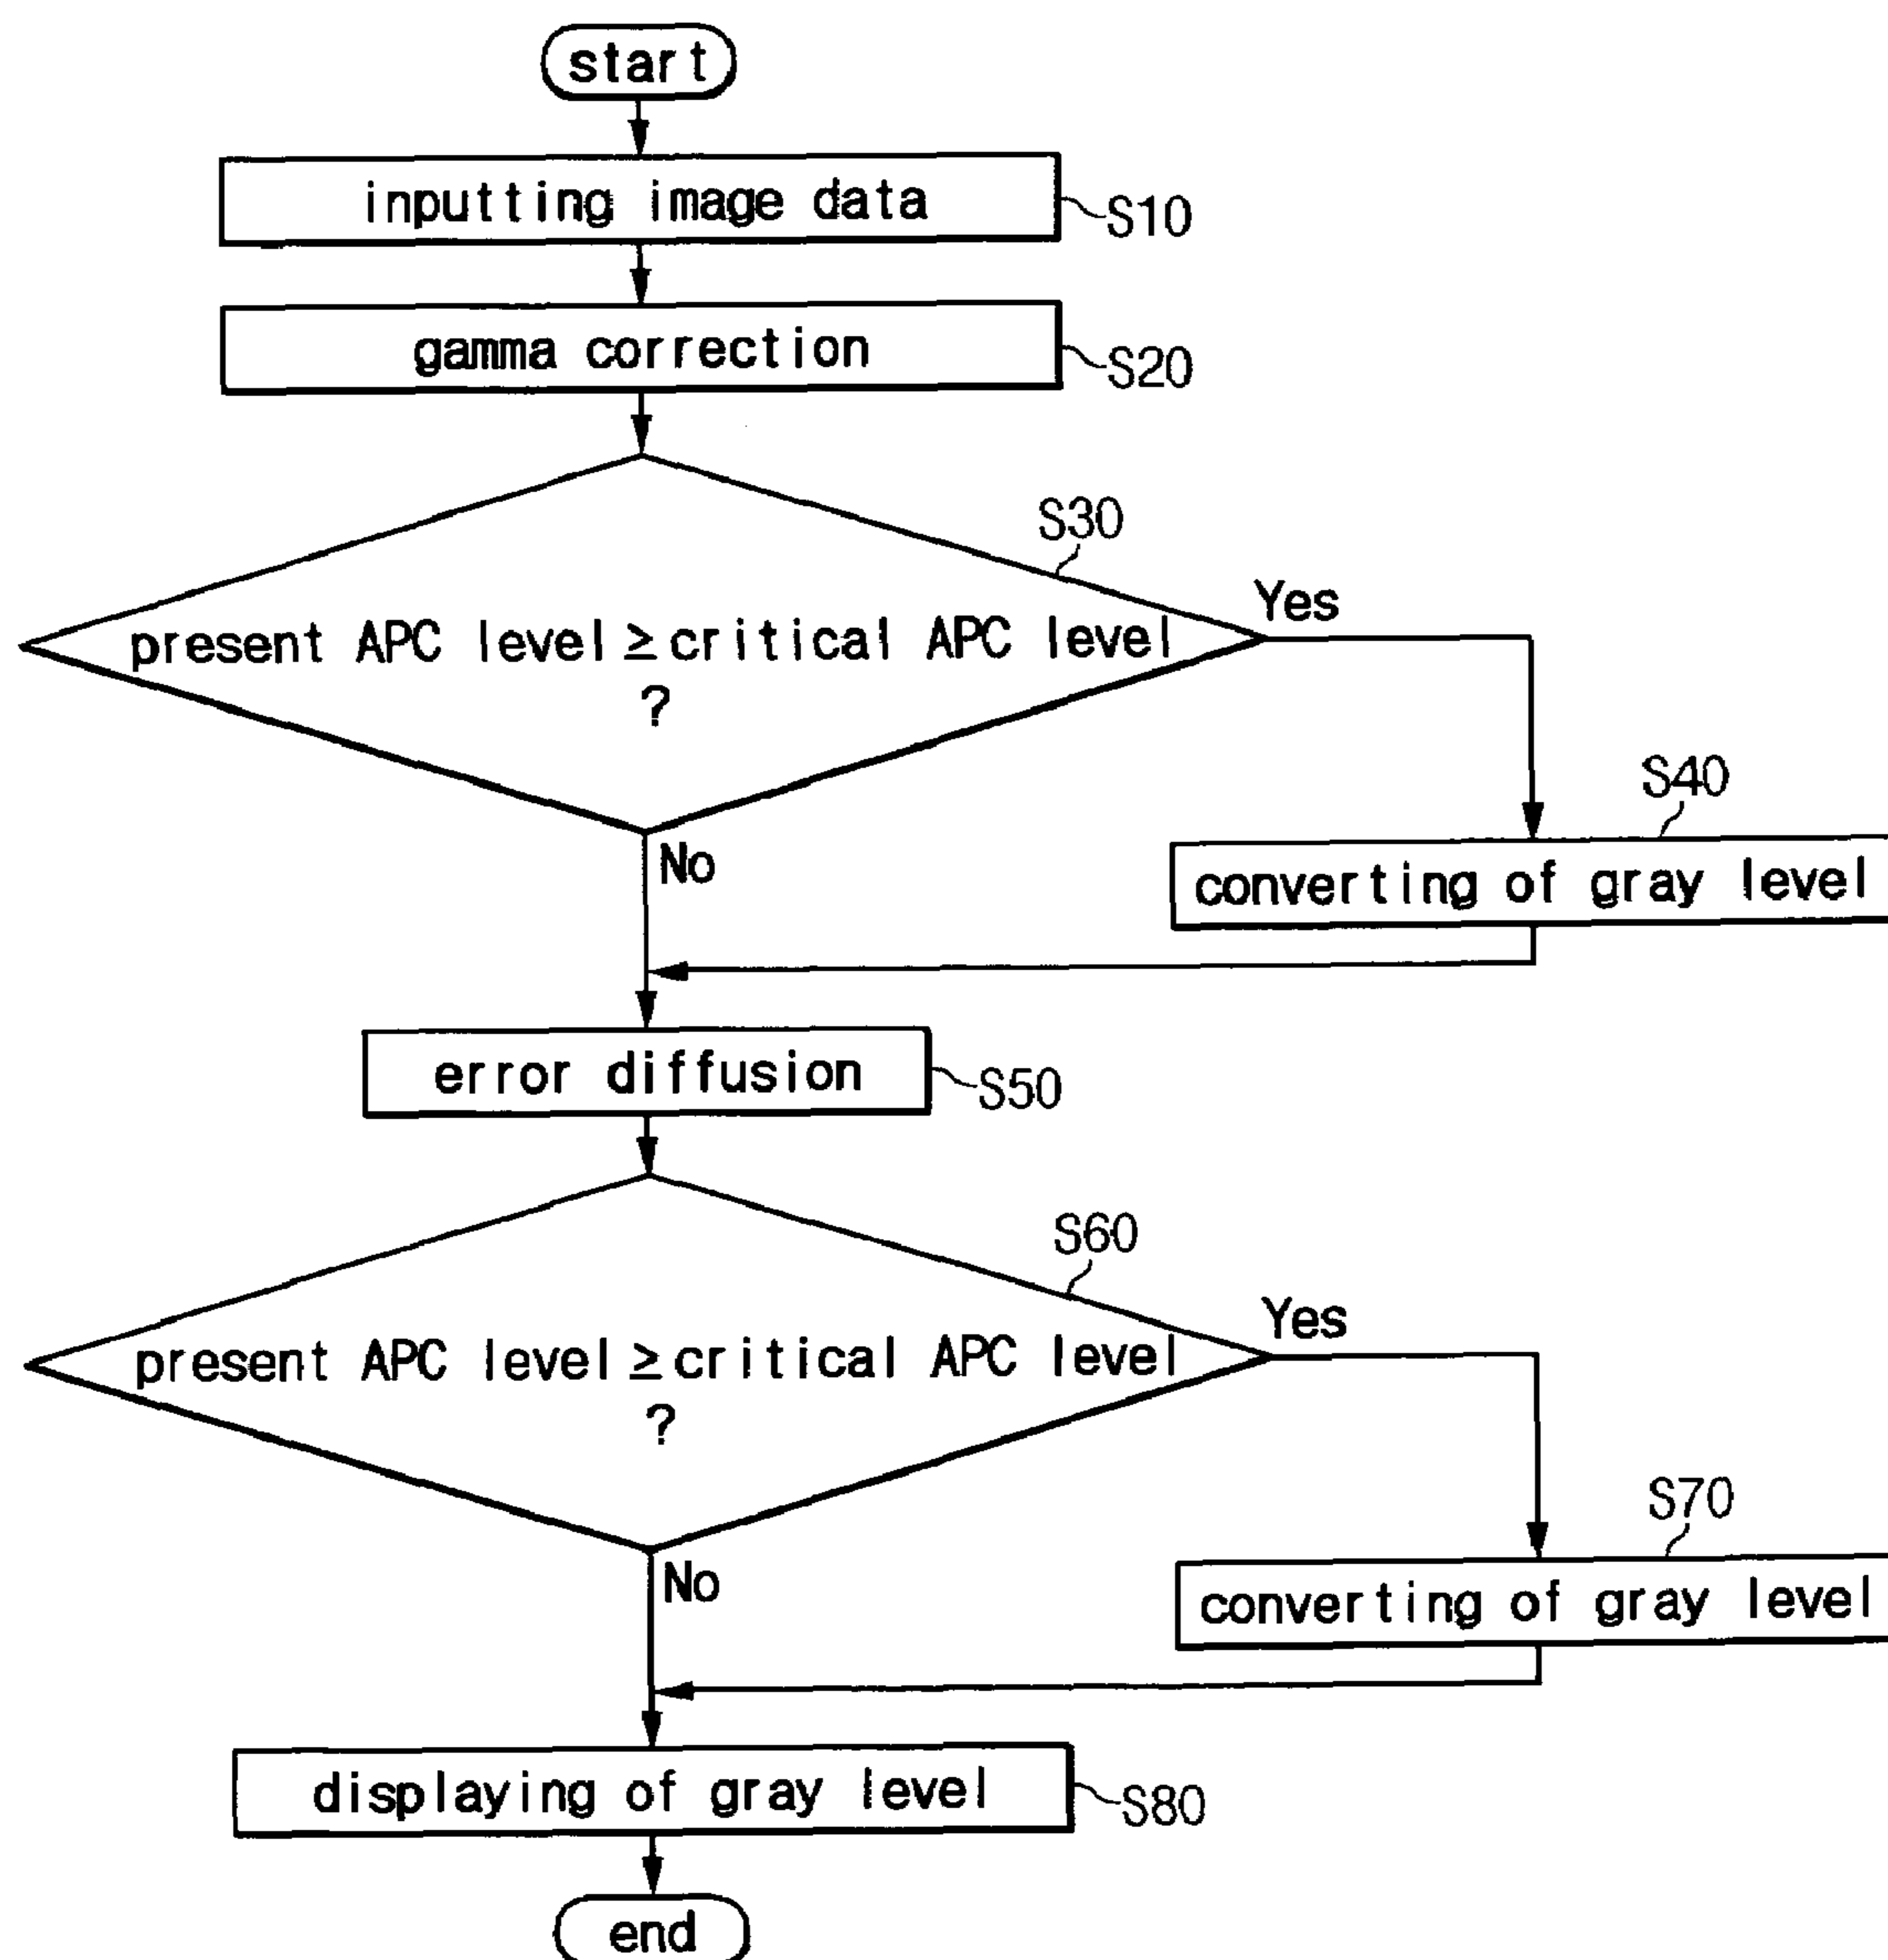 start
inputting image data
S10
gamma correction
S20
S30
Yes
present APC level≥critical APC level
?
S40
No
converting of gray level
error diffusion
S50
S60
Yes
present APC level≥critical APC level
?
S70
No
converting of gray level
displaying of gray level
S80
end